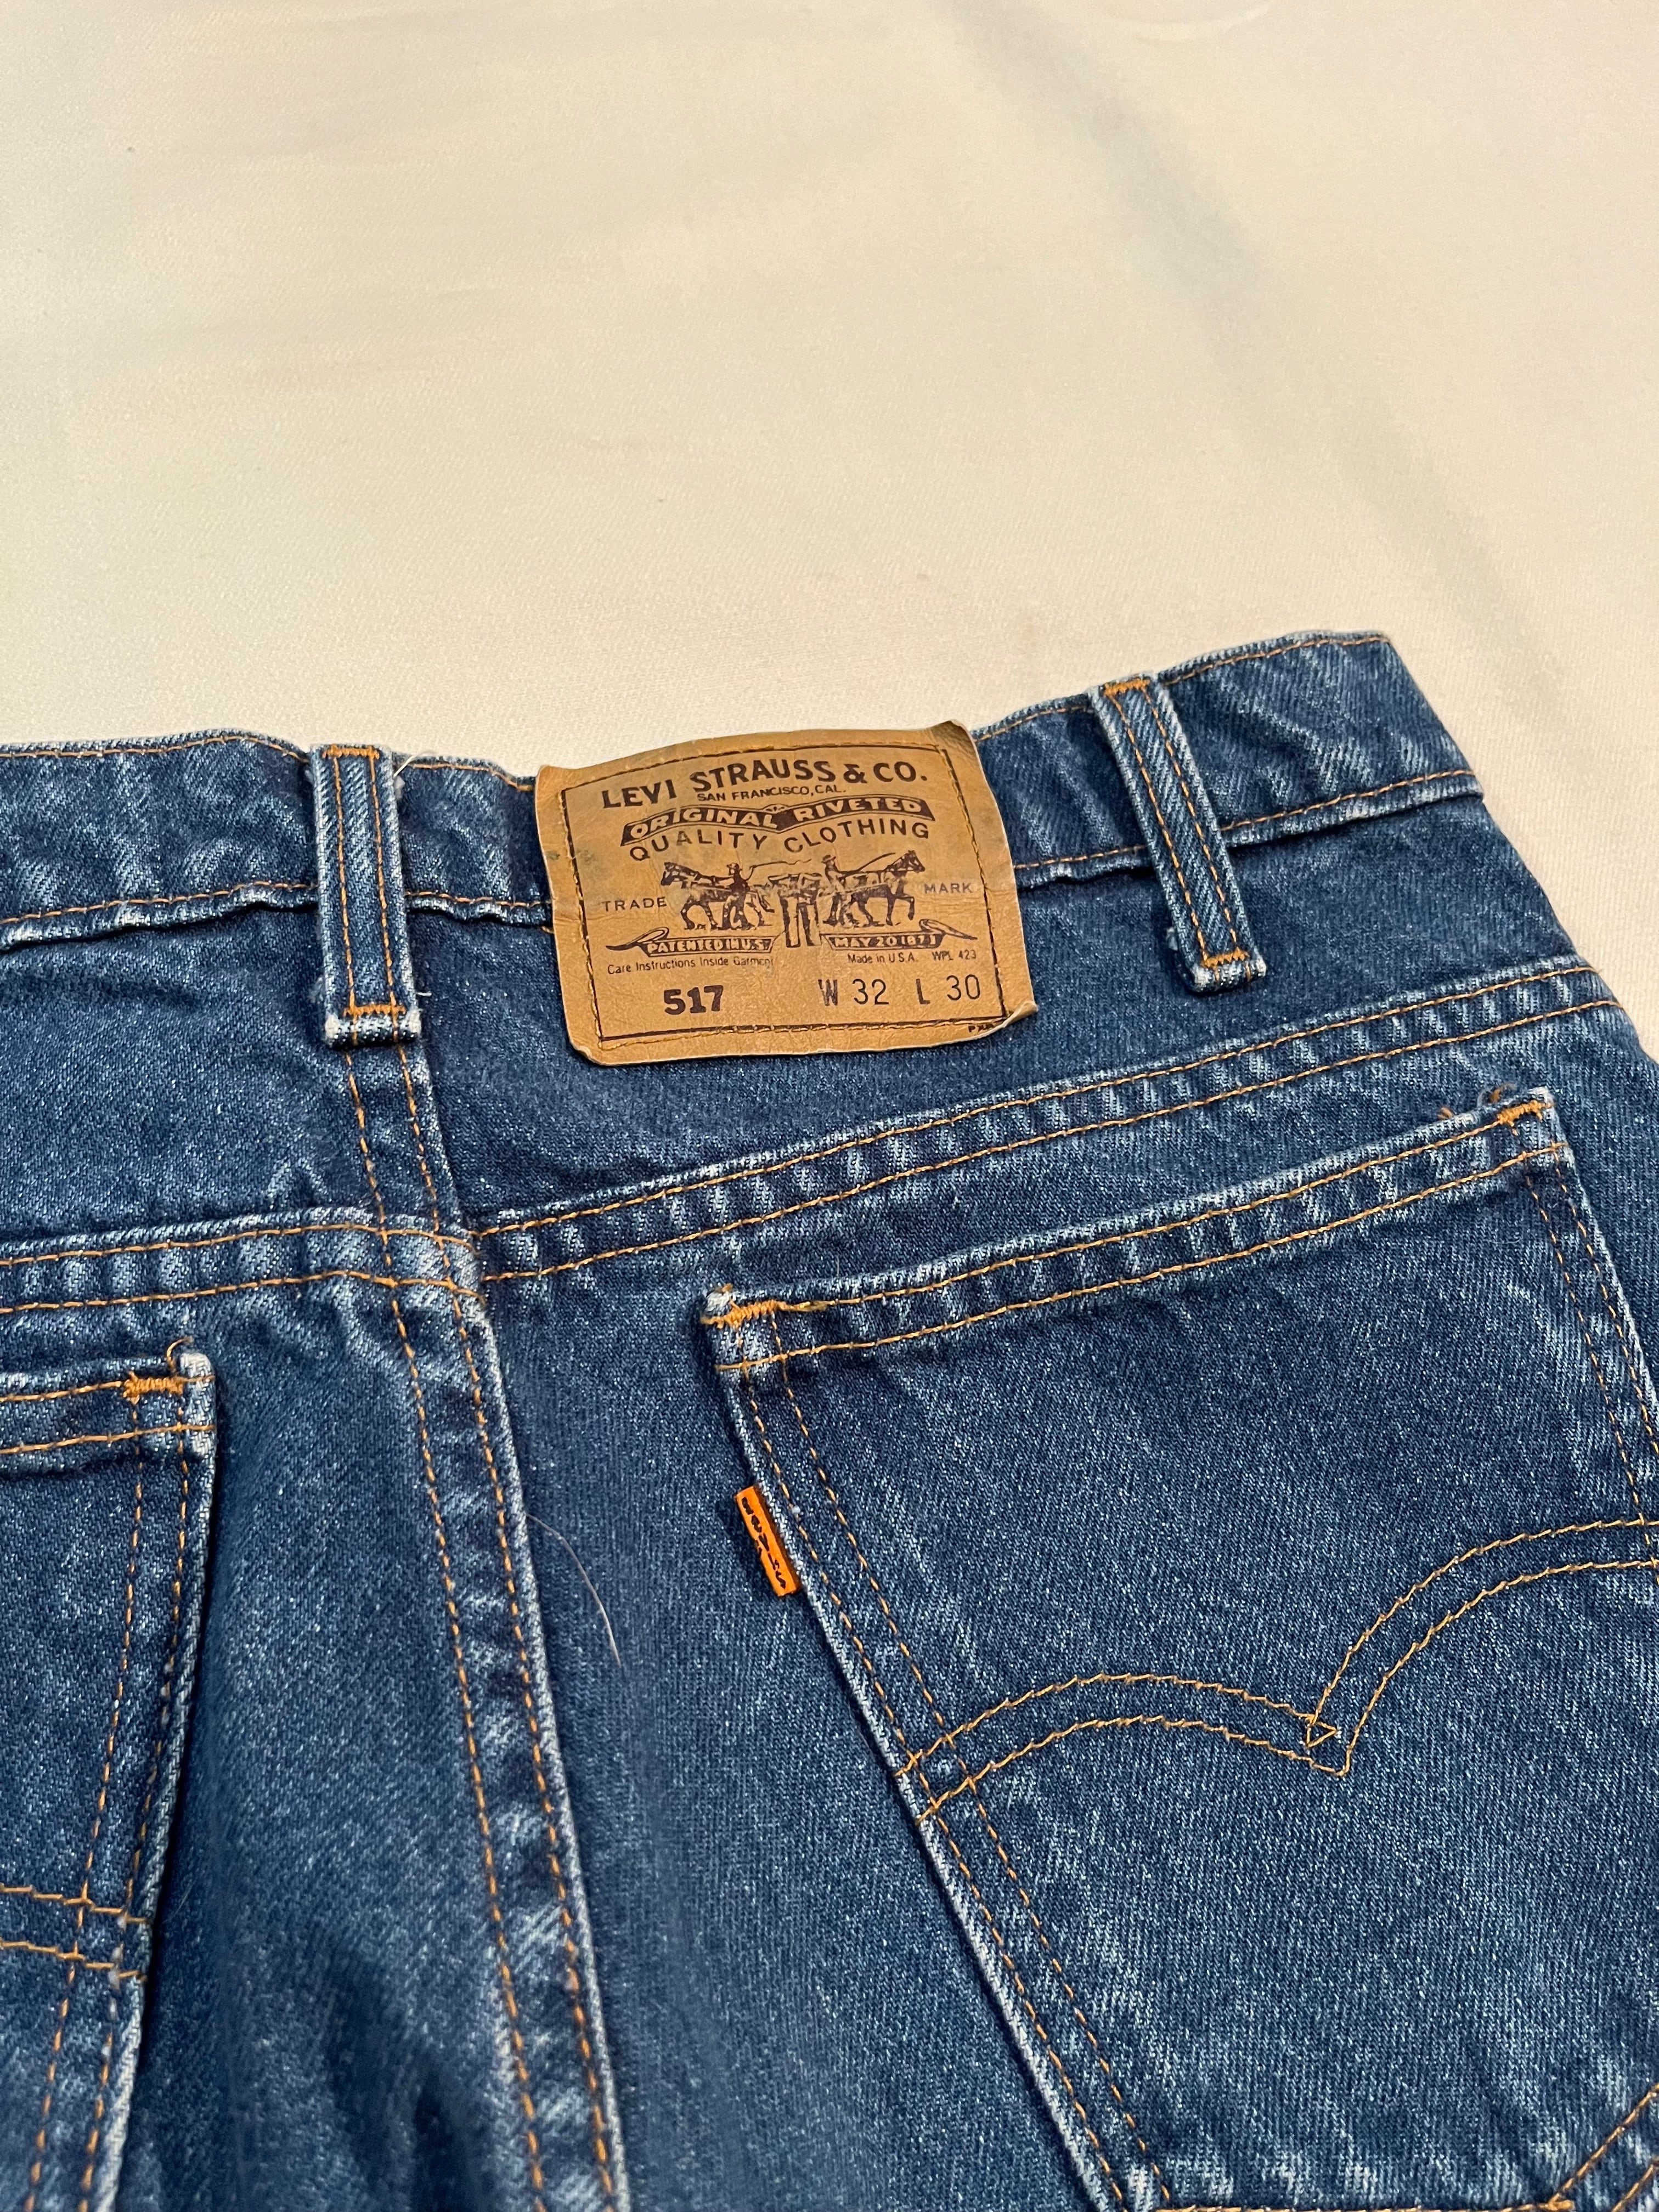 LEVI STRAUSS & CO.
SAN FRANCISCO, CAL.
ORIGINAL RIVETED
QUALITY CLOTHING
TRADE MARK
PATENTED IN U.S. MAY 20 1873
Care Instructions Inside Garment Made in U.S.A. WPL 423
517 W 32 L 30
LEVI'S